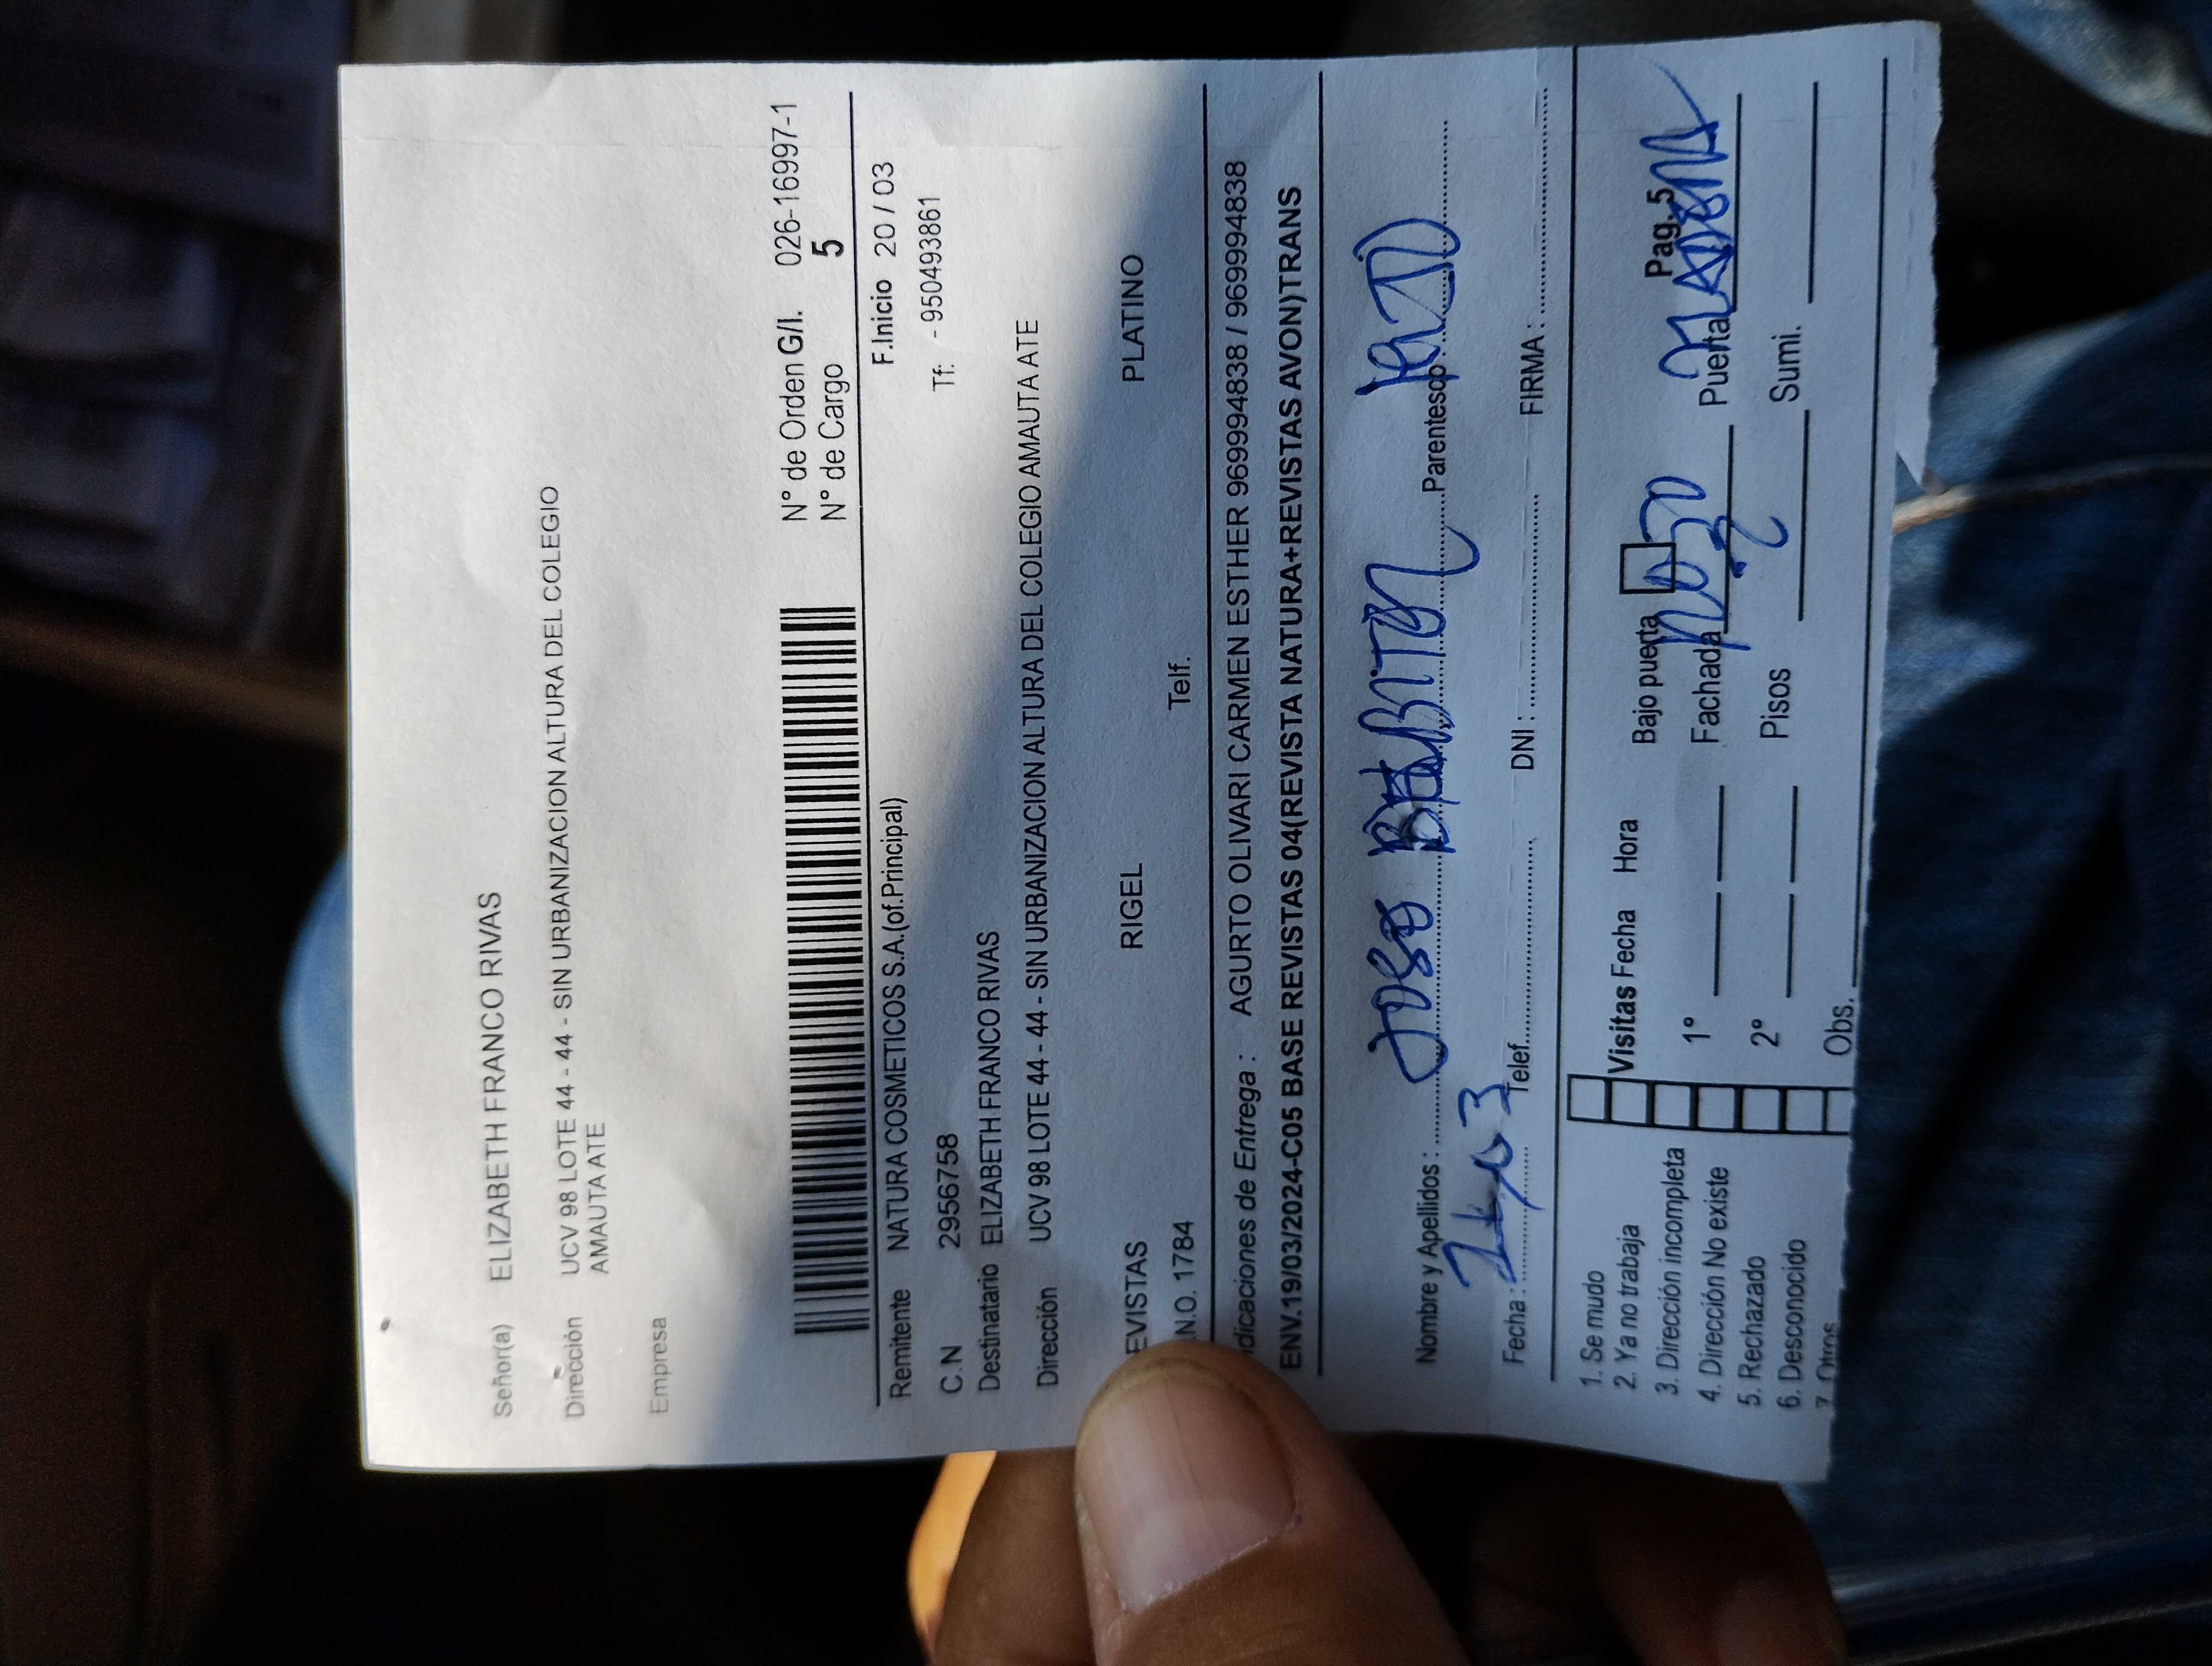 Señor(a) ELIZABETH FRANCO RIVAS
Dirección UCV 98 LOTE 44 - 44 - SIN URBANIZACION ALTURA DEL COLEGIO
AMAUTA ATE
Empresa
N° de Orden G/I. 026-16997-1
N° de Cargo 5
F.Inicio 20 / 03
Remitente NATURA COSMETICOS S.A.(of.Principal)
C.N 2956758 Tf: - 950493861
Destinatario ELIZABETH FRANCO RIVAS
Dirección UCV 98 LOTE 44 - 44 - SIN URBANIZACION ALTURA DEL COLEGIO AMAUTA ATE
EVISTAS RIGEL PLATINO
N.O. 1784 Telf.
dicaciones de Entrega : AGURTO OLIVARI CARMEN ESTHER 969994838 / 969994838
ENV.19/03/2024-C05 BASE REVISTAS 04(REVISTA NATURA+REVISTAS AVON)TRANS
Nombre y Apellidos : JOSE Parentesco
Fecha : Telef. DNI : FIRMA :
1. Se mudo
2. Ya no trabaja Visitas Fecha Hora Bajo puerta Pag. 5
3. Dirección incompleta
4. Dirección No existe 1° Fachada Puerta
5. Rechazado 2° 2 Pisos Sumi.
6. Desconocido
7. Otros Obs.